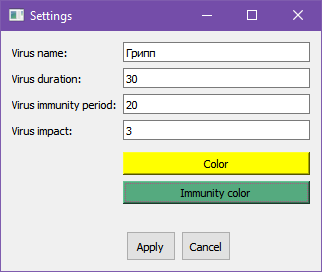 Settings
Virus name: Грипп
Virus duration: 30
Virus immunity period: 20
Virus impact: 3
Color
Immunity color
Apply Cancel